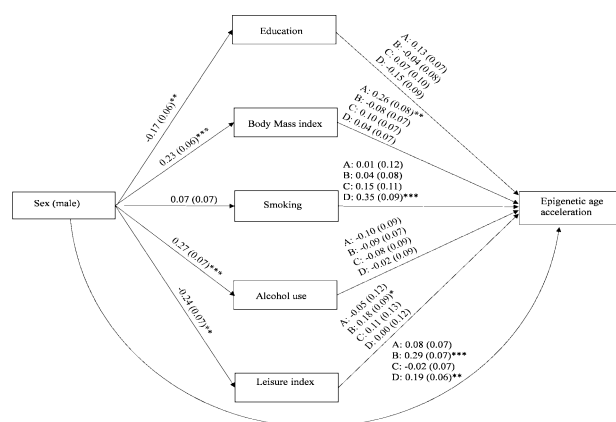 Education
A: 0.13 (0.07)
B: -0.04 (0.08)
C: 0.07 (0.10)
D: -0.15 (0.09)
-0.17 (0.06)**
Body Mass index
A: 0.26 (0.08)**
B: -0.08 (0.07)
C: 0.10 (0.07)
D: 0.04 (0.07)
0.23 (0.06)***
Sex (male)
0.07 (0.07)
Smoking
A: 0.01 (0.12)
B: 0.04 (0.08)
C: 0.15 (0.11)
D: 0.35 (0.09)***
Epigenetic age
acceleration
0.27 (0.07)***
Alcohol use
A: -0.10 (0.09)
B: -0.09 (0.07)
C: -0.08 (0.09)
D: -0.02 (0.09)
-0.24 (0.07)**
Leisure index
A: -0.05 (0.12)
B: 0.18 (0.09)*
C: 0.11 (0.13)
D: 0.00 (0.12)
A: 0.08 (0.07)
B: 0.29 (0.07)***
C: -0.02 (0.07)
D: 0.19 (0.06)**